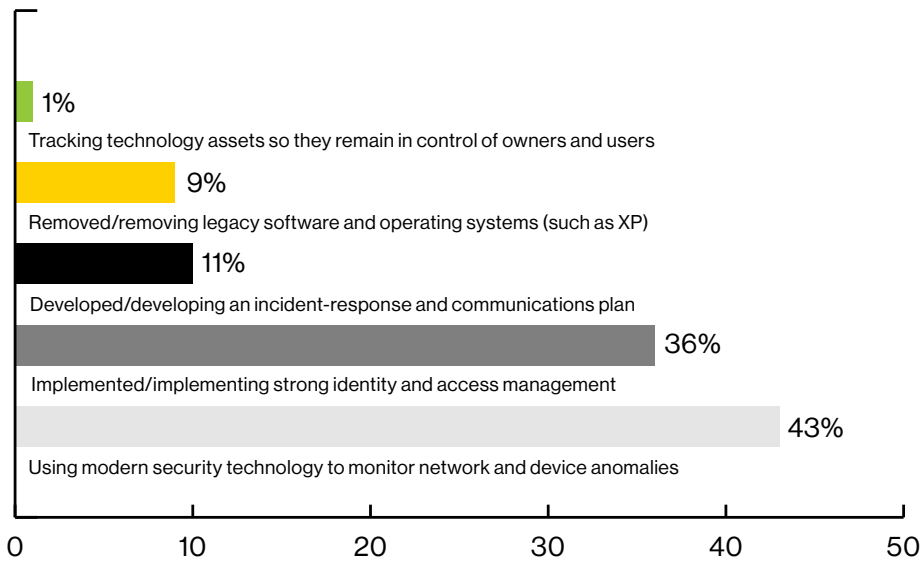 1%
Tracking technology assets so they remain in control of owners and users
9%
Removed/removing legacy software and operating systems (such as XP)
11%
Developed/developing an incident-response and communications plan
36%
Implemented/implementing strong identity and access management
43%
Using modern security technology to monitor network and device anomalies
0 10 20 30 40 50